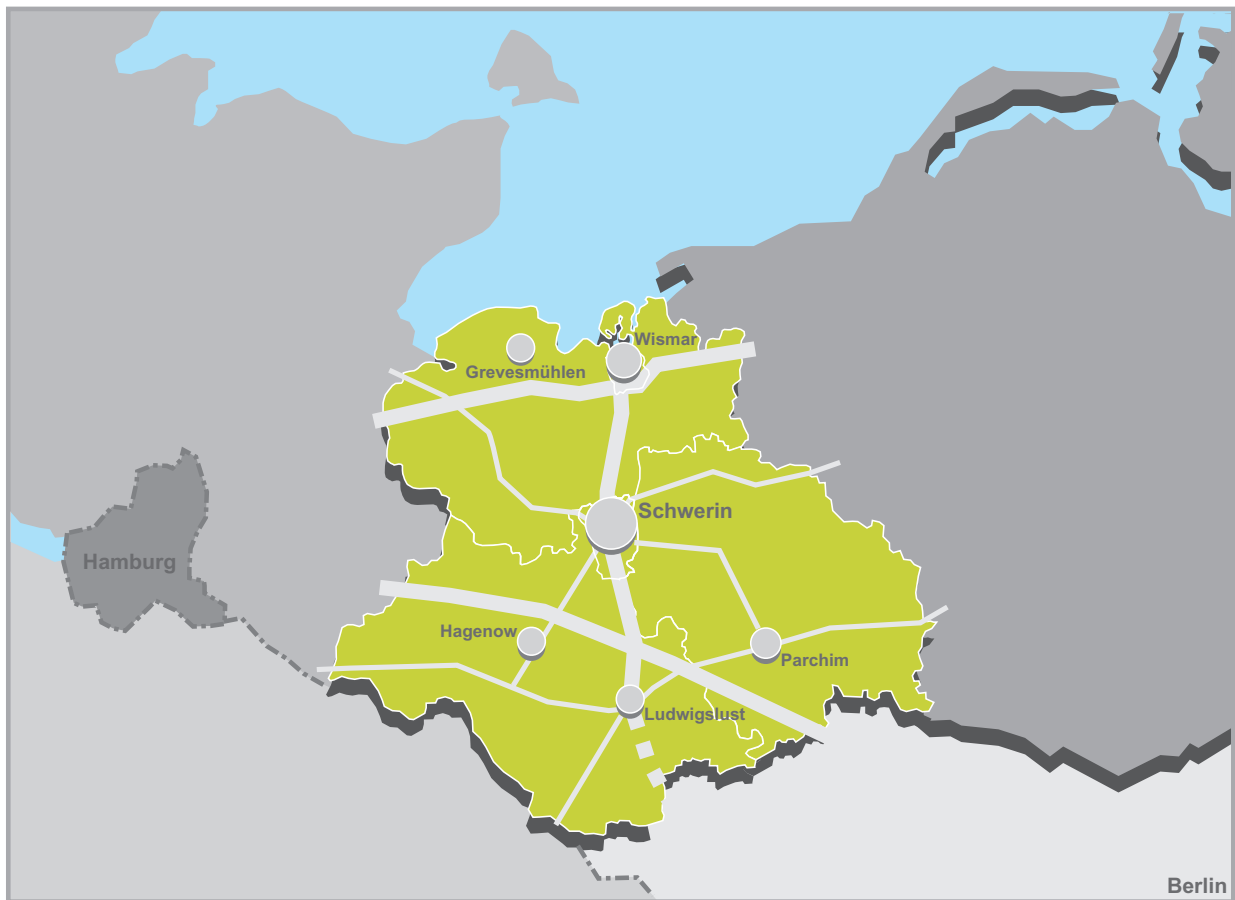 Wismar
Grevesmühlen
Schwerin
Hamburg
Hagenow
Parchim
Ludwigslust
Berlin